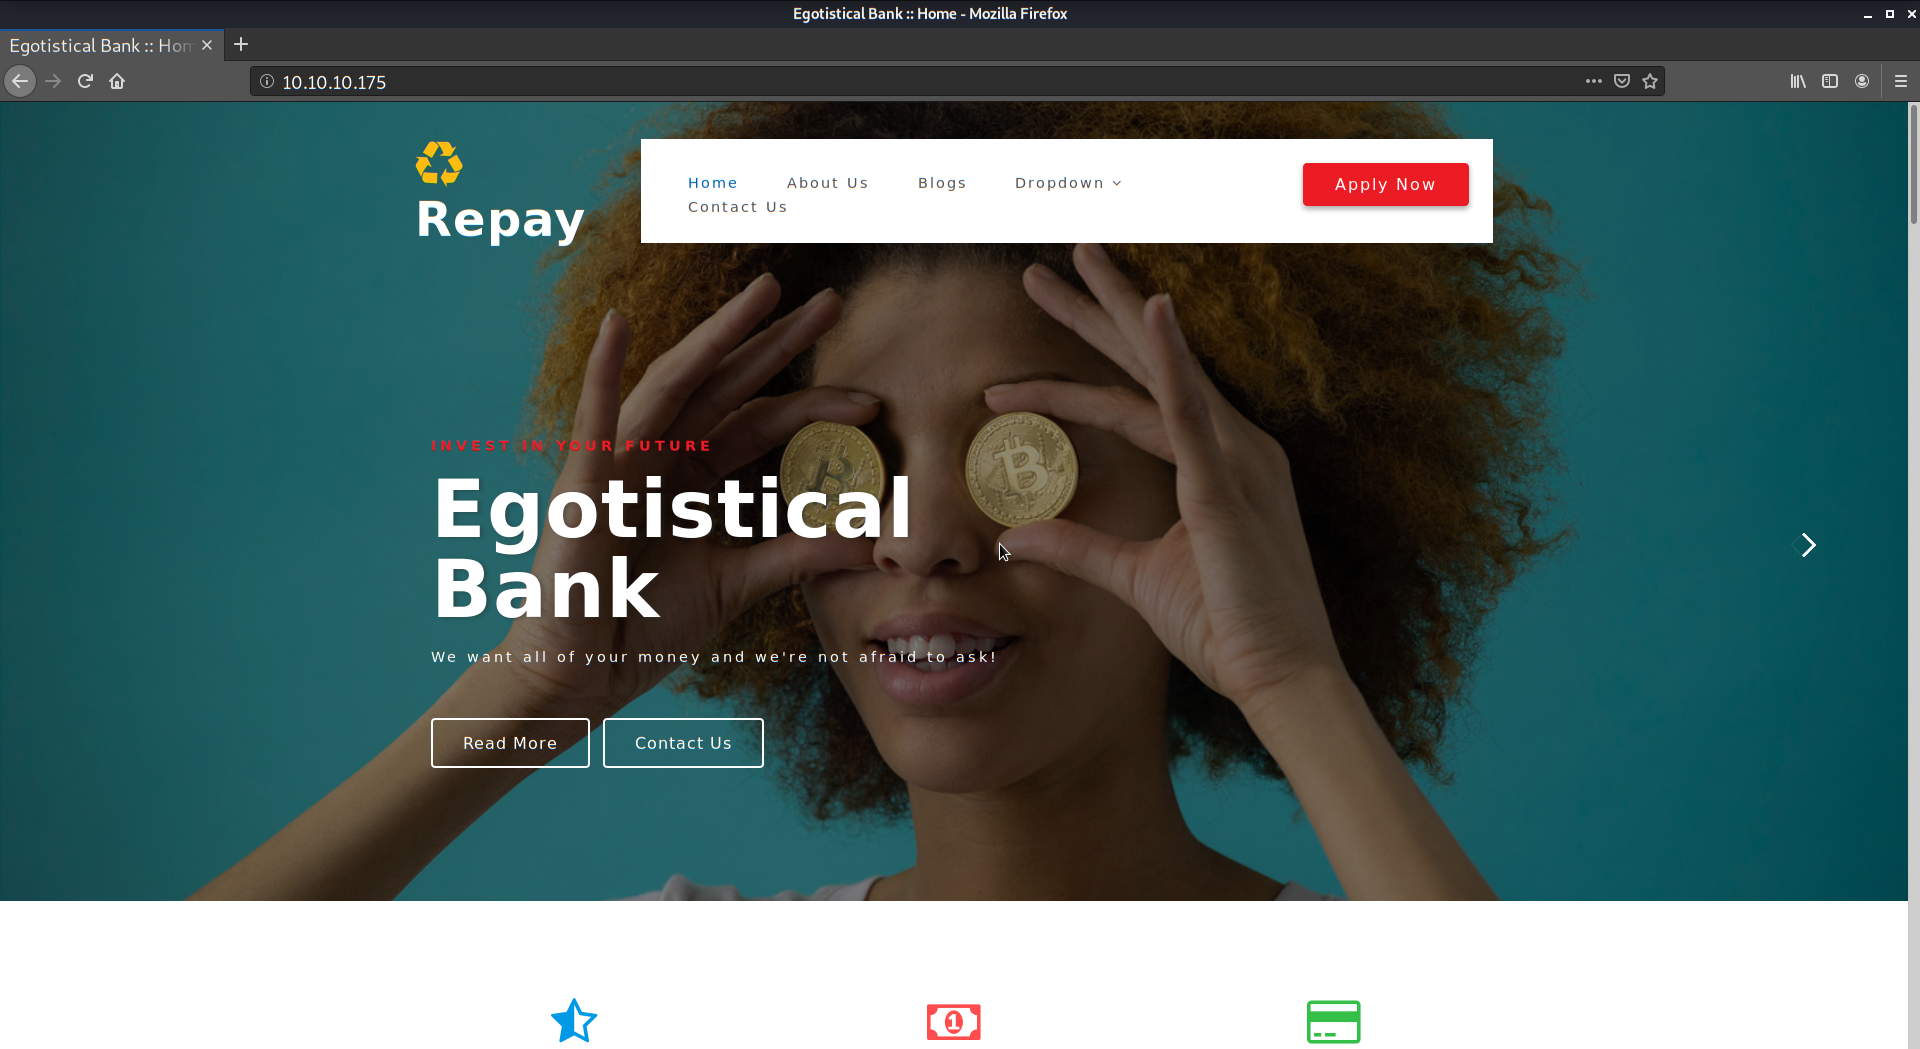 Egotistical Bank :: Home - Mozilla Firefox
Egotistical Bank :: Hom
10.10.10.175
Repay
Home About Us Blogs Dropdown Apply Now
Contact Us
INVEST IN YOUR FUTURE
Egotistical
Bank
We want all of your money and we're not afraid to ask!
Read More Contact Us
1